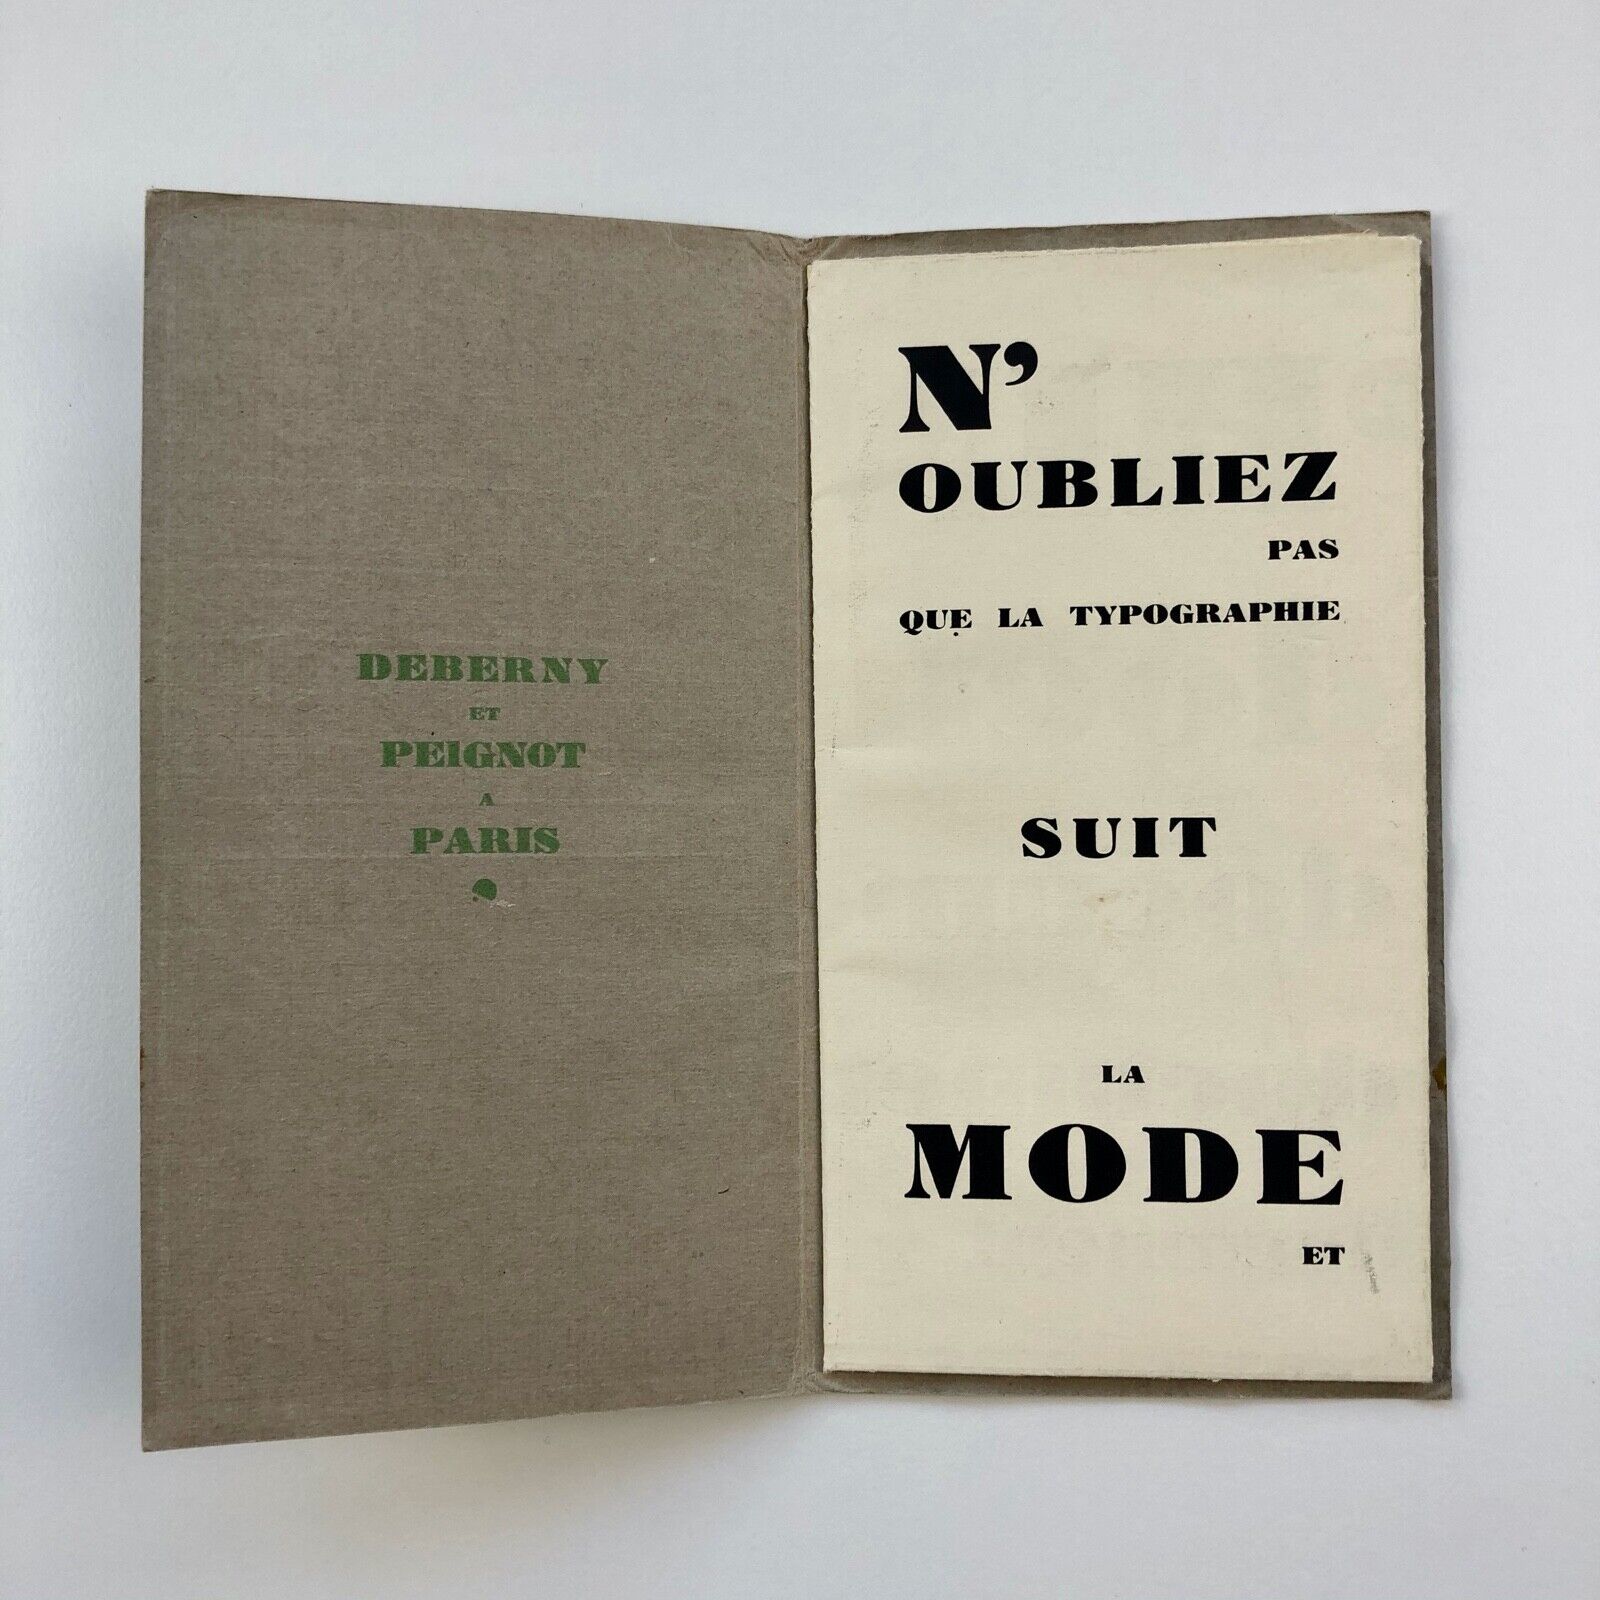 DEBERNY
ET
PEIGNOT
A
PARIS
N'
OUBLIEZ
PAS
QUE LA TYPOGRAPHIE
SUIT
LA
MODE
ET